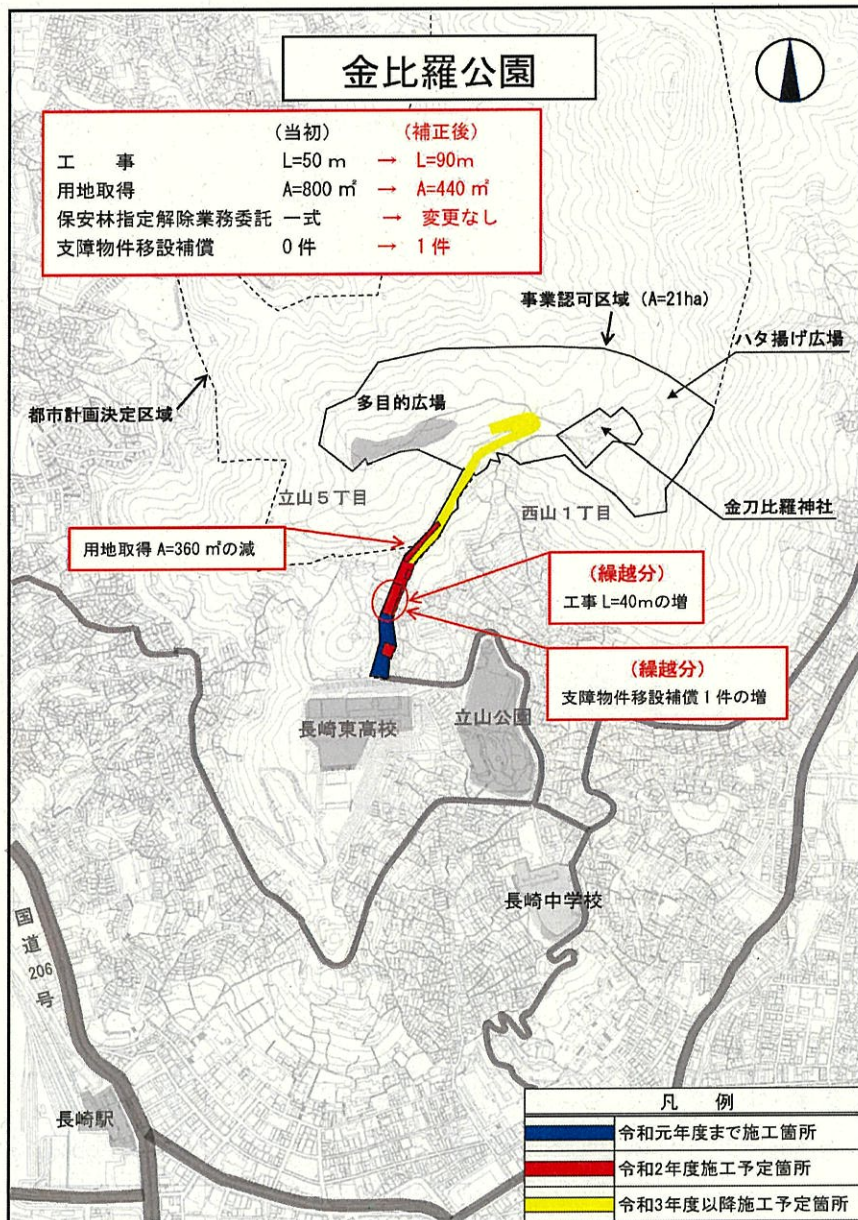 金比羅公園
(当初) (補正後)
工　事 L=50 m → L=90m
用地取得 A=800 ㎡ → A=440 ㎡
保安林指定解除業務委託 一式 → 変更なし
支障物件移設補償 0 件 → 1 件
事業認可区域 (A=21ha)
ハタ揚げ広場
多目的広場
都市計画決定区域
立山５丁目
西山１丁目
金刀比羅神社
用地取得 A=360 ㎡の減
(繰越分)
工事 L=40mの増
(繰越分)
支障物件移設補償１件の増
長崎東高校
立山公園
長崎中学校
国道206号
長崎駅
凡　例
令和元年度まで施工箇所
令和2年度施工予定箇所
令和3年度以降施工予定箇所